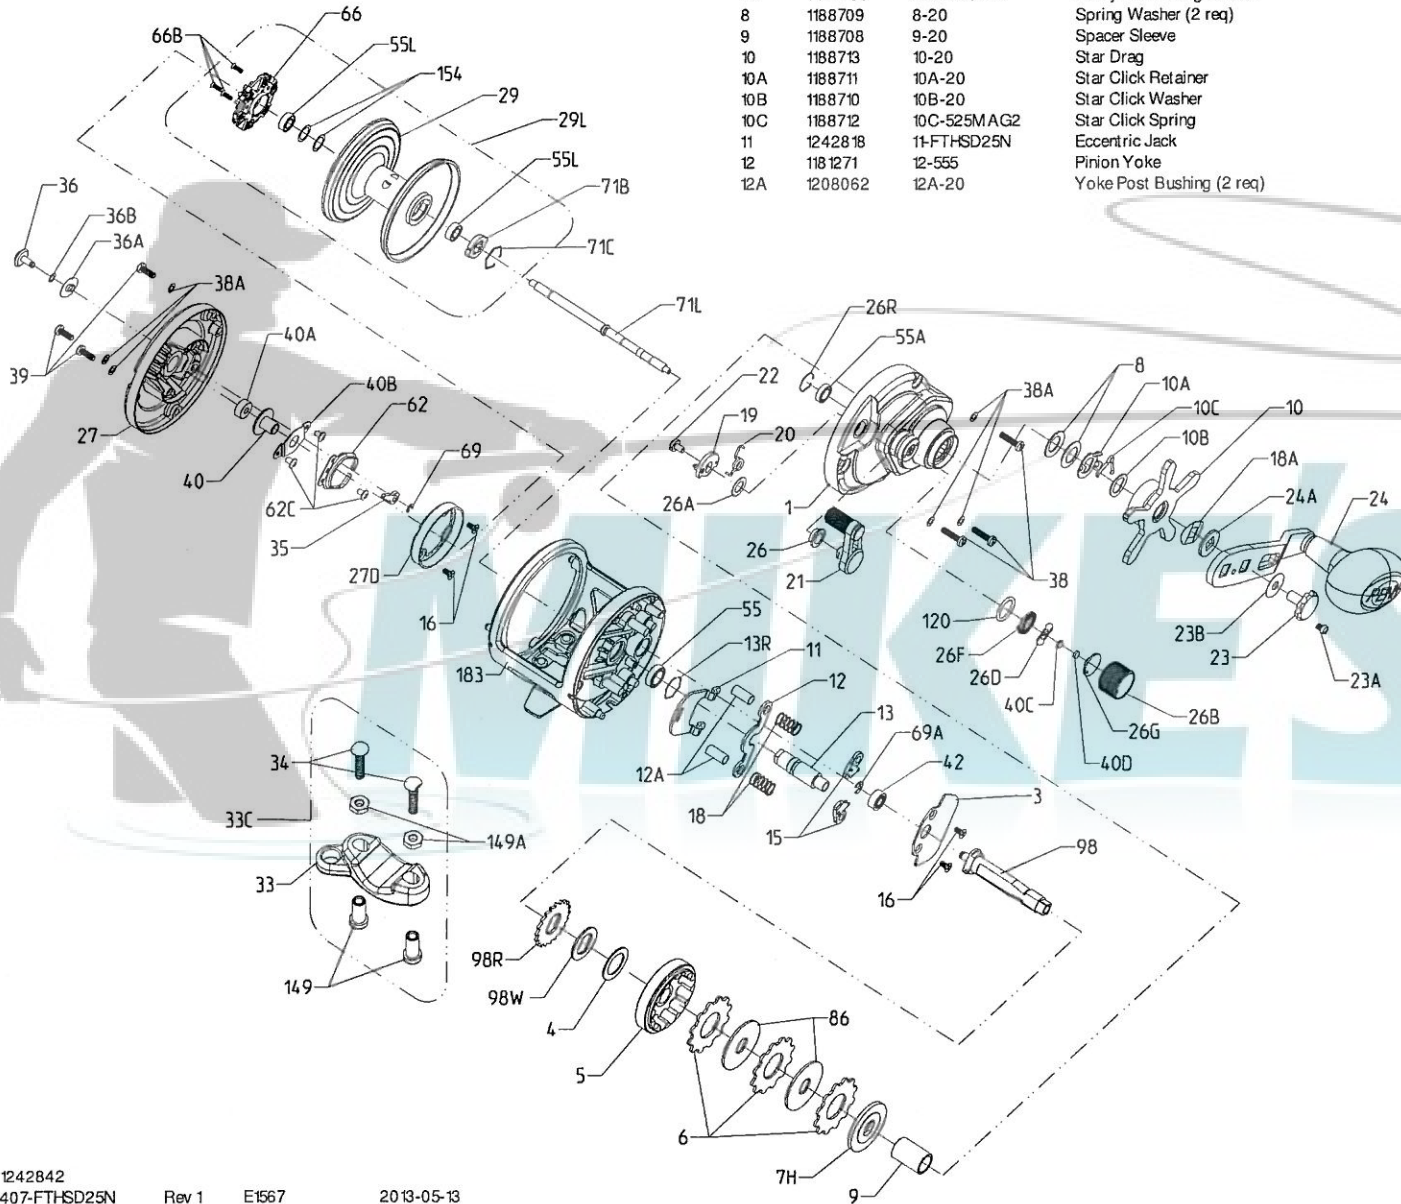 8 1188709 8-20 Spring Washer (2 req)
9 1188708 9-20 Spacer Sleeve
10 1188713 10-20 Star Drag
10A 1188711 10A-20 Star Click Retainer
10B 1188710 10B-20 Star Click Washer
10C 1188712 10C-525MAG2 Star Click Spring
11 1242818 11-FTHSD25N Eccentric Jack
12 1181271 12-555 Pinion Yoke
12A 1208062 12A-20 Yoke Post Bushing (2 req)
66
66B
55L
154
29
29L
55L
71B
71C
36
36B
36A
38A
71L
26R
55A
40A
39
40B
62
22
19
20
38A
8
10A
10C
10
10B
18A
24A
24
27
40
69
26A
1
62C
35
27D
26
21
38
16
55
13R
11
120
26F
26D
23B
23
23A
183
12
13
40C
26G
26B
40D
34
12A
69A
42
18
3
33C
149A
15
98
33
16
98R
149
98W
4
86
5
6
7H
9
MIKE'S
1242842
407-FTHSD25N Rev 1 E1567 2013-05-13